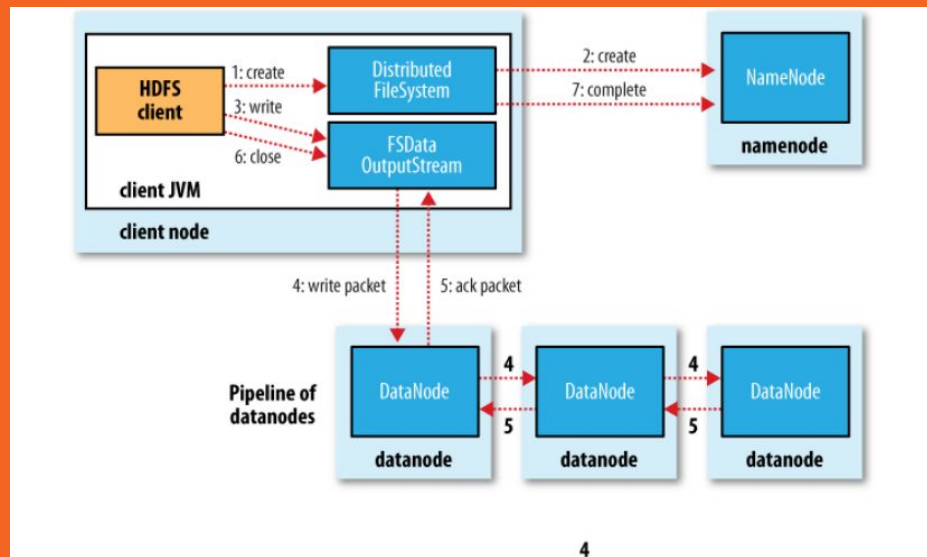 HDFS
client
1: create
3: write
6: close
Distributed
FileSystem
FSData
OutputStream
2: create
7: complete
NameNode
namenode
client JVM
client node
4: write packet
5: ack packet
Pipeline of
datanodes
DataNode
4
5
DataNode
4
5
DataNode
datanode
datanode
datanode
4